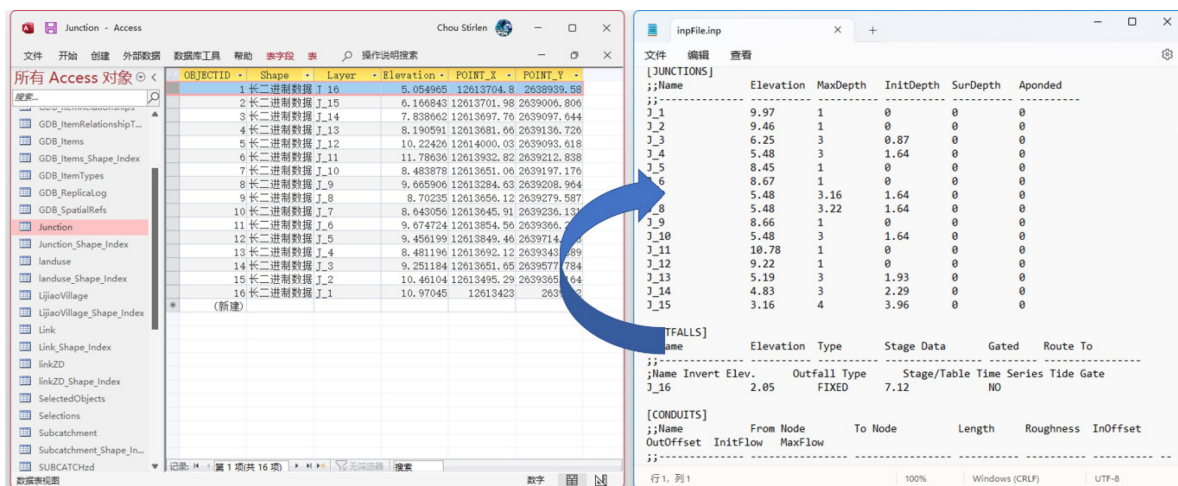 Junction - Access
Chou Stirlen
文件 开始 创建 外部数据 数据库工具 帮助 表字段 表 操作说明搜索
所有 Access 对象
搜索...
GDB_ItemRelationships
GDB_ItemRelationshipT...
GDB_Items
GDB_Items_Shape_Index
GDB_ItemTypes
GDB_ReplicaLog
GDB_SpatialRefs
Junction
Junction_Shape_Index
landuse
landuse_Shape_Index
LijiaoVillage
LijiaoVillage_Shape_Index
Link
Link_Shape_Index
linkZD
linkZD_Shape_Index
SelectedObjects
Selections
Subcatchment
Subcatchment_Shape_In...
SUBCATCHzd
OBJECTID Shape Layer Elevation POINT_X POINT_Y
1 长二进制数据 J_16 5.054965 12613704.8 2638939.58
2 长二进制数据 J_15 6.166843 12613701.98 2639006.806
3 长二进制数据 J_14 7.838662 12613697.76 2639097.644
4 长二进制数据 J_13 8.190591 12613681.66 2639136.726
5 长二进制数据 J_12 10.22426 12614000.03 2639093.618
6 长二进制数据 J_11 11.78636 12613932.82 2639212.838
7 长二进制数据 J_10 8.483878 12613651.06 2639197.176
8 长二进制数据 J_9 9.665906 12613284.63 2639208.964
9 长二进制数据 J_8 8.70235 12613656.12 2639279.587
10 长二进制数据 J_7 8.643056 12613645.91
11 长二进制数据 J_6 9.674724 12613854.56
12 长二进制数据 J_5 9.456199 12613849.46
13 长二进制数据 J_4 8.481196 12613692.12
14 长二进制数据 J_3 9.251184 12613651.65
15 长二进制数据 J_2 10.46104 12613495.29
16 长二进制数据 J_1 10.97045 12613423
(新建)
记录: 第 1 项(共 16 项) 无筛选器 搜索
数据表视图 数字
inpFile.inp
文件 编辑 查看
[JUNCTIONS]
;;Name Elevation MaxDepth InitDepth SurDepth Aponded
;;-------------- ---------- ---------- ---------- ---------- ----------
J_1 9.97 1 0 0 0
J_2 9.46 1 0 0 0
J_3 6.25 3 0.87 0 0
J_4 5.48 3 1.64 0 0
J_5 8.45 1 0 0 0
8.67 1 0 0 0
5.48 3.16 1.64 0 0
5.48 3.22 1.64 0 0
J_9 8.66 1 0 0 0
J_10 5.48 3 1.64 0 0
J_11 10.78 1 0 0 0
J_12 9.22 1 0 0 0
J_13 5.19 3 1.93 0 0
J_14 4.83 3 2.29 0 0
J_15 3.16 4 3.96 0 0
TFALLS]
ame Elevation Type Stage Data Gated Route To
;;-------------- ---------- ---------- ---------------- -------- ----------------
;Name Invert Elev. Outfall Type Stage/Table Time Series Tide Gate
J_16 2.05 FIXED 7.12 NO
[CONDUITS]
;;Name From Node To Node Length Roughness InOffset
OutOffset InitFlow MaxFlow
;;-------------- ---------------- ---------------- ---------- ---------- ---------- --
行 1, 列 1 100% Windows (CRLF) UTF-8